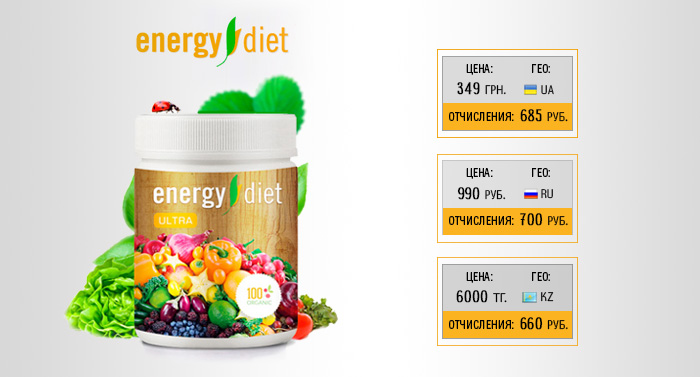 energy diet
energy diet
ULTRA
100%
ORGANIC
ЦЕНА: ГЕО:
349 ГРН. UA
ОТЧИСЛЕНИЯ: 685 РУБ.
ЦЕНА: ГЕО:
990 РУБ. RU
ОТЧИСЛЕНИЯ: 700 РУБ.
ЦЕНА: ГЕО:
6000 ТГ. KZ
ОТЧИСЛЕНИЯ: 660 РУБ.